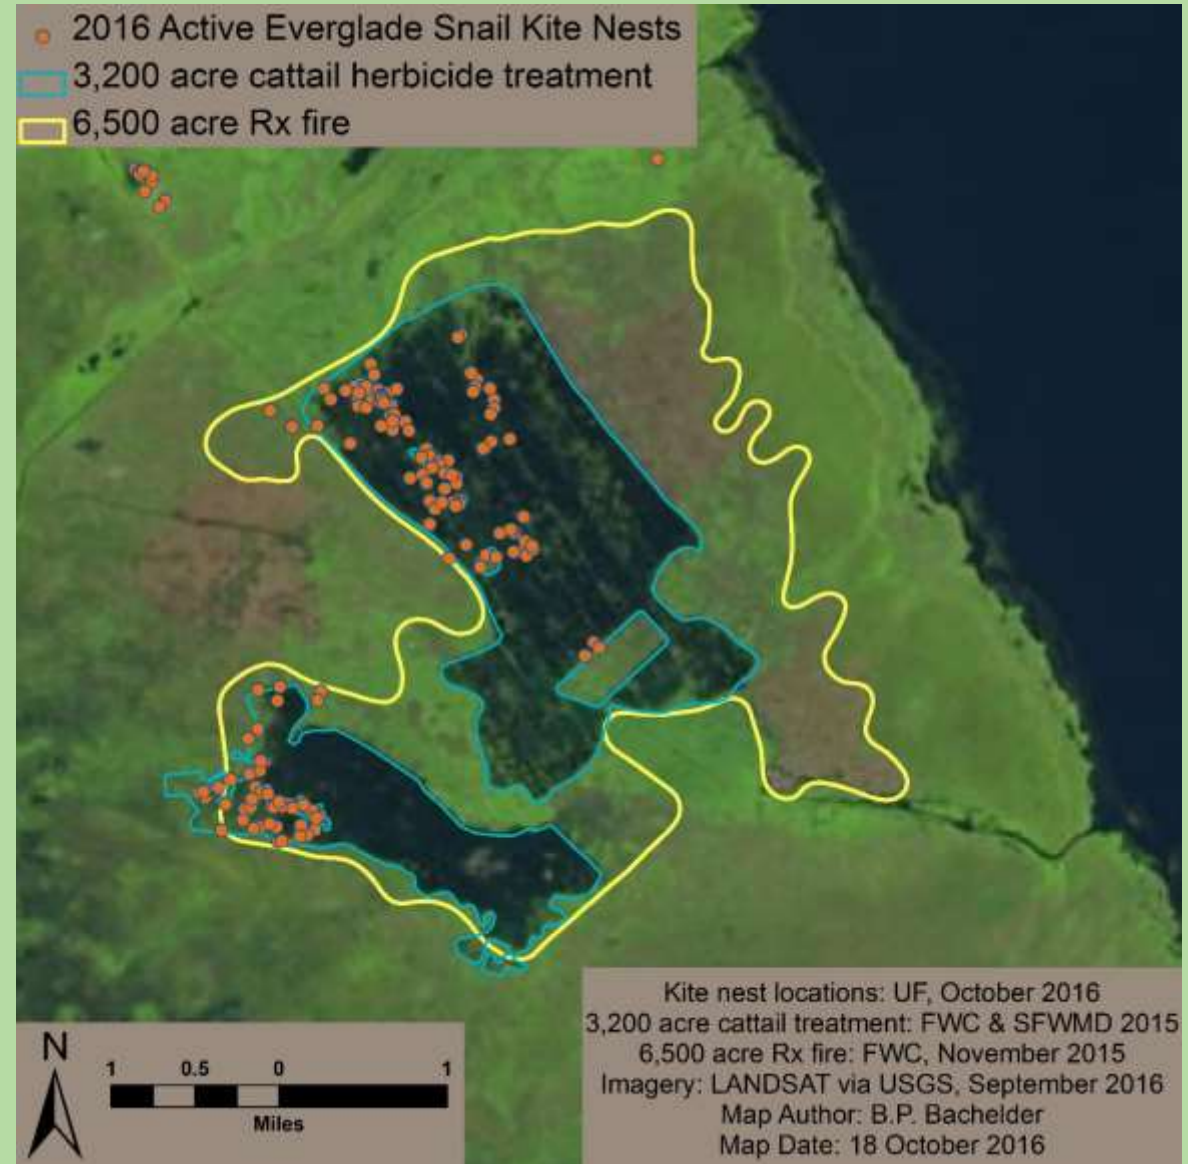 2016 Active Everglade Snail Kite Nests
3,200 acre cattail herbicide treatment
6,500 acre Rx fire
N
1 0.5 0 1
Miles
Kite nest locations: UF, October 2016
3,200 acre cattail treatment: FWC & SFWMD 2015
6,500 acre Rx fire: FWC, November 2015
Imagery: LANDSAT via USGS, September 2016
Map Author: B.P. Bachelder
Map Date: 18 October 2016